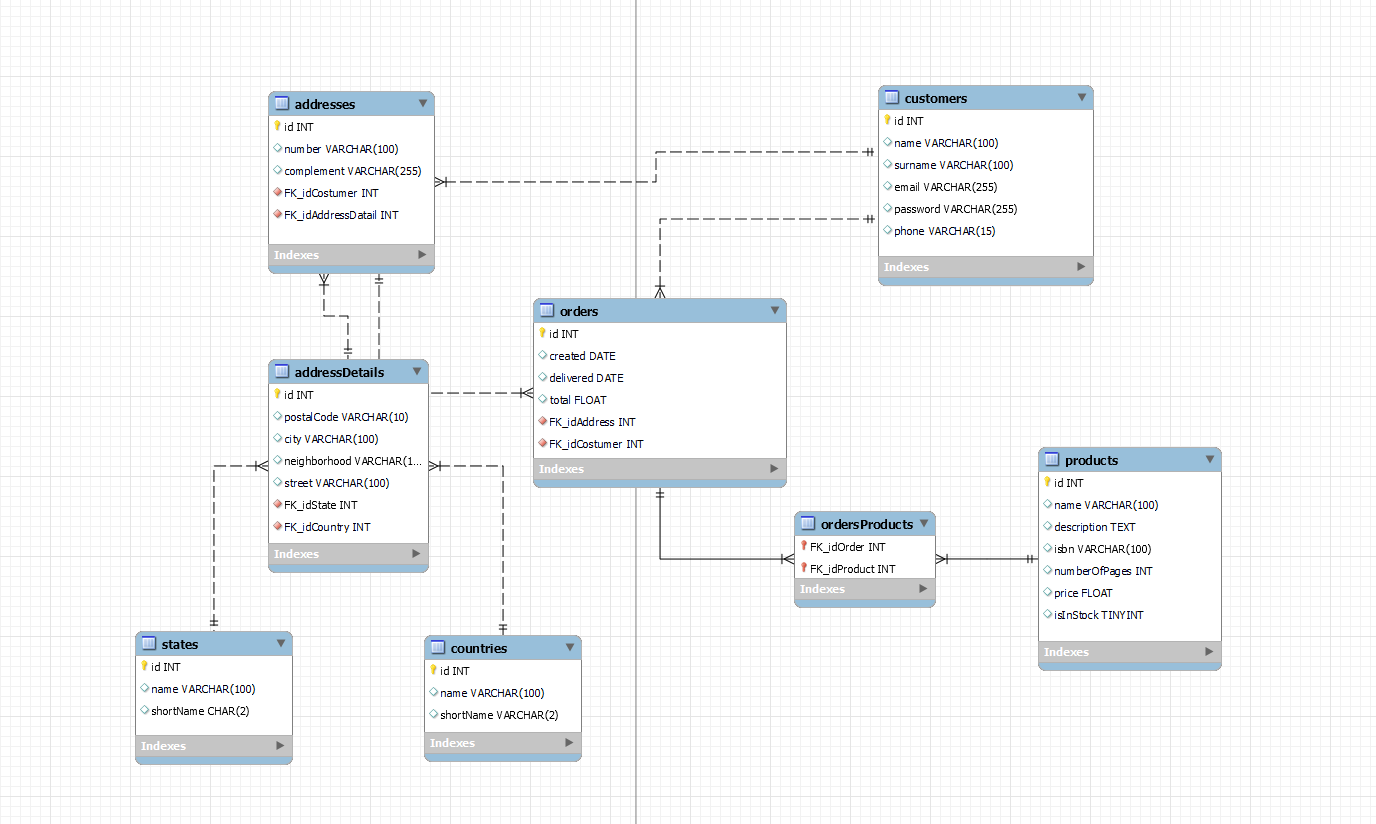 addresses
id INT
number VARCHAR(100)
complement VARCHAR(255)
FK_idCostumer INT
FK_idAddressDatail INT
Indexes
customers
id INT
name VARCHAR(100)
surname VARCHAR(100)
email VARCHAR(255)
password VARCHAR(255)
phone VARCHAR(15)
Indexes
orders
id INT
created DATE
delivered DATE
total FLOAT
FK_idAddress INT
FK_idCostumer INT
Indexes
addressDetails
id INT
postalCode VARCHAR(10)
city VARCHAR(100)
neighborhood VARCHAR(1...
street VARCHAR(100)
FK_idState INT
FK_idCountry INT
Indexes
products
id INT
name VARCHAR(100)
description TEXT
isbn VARCHAR(100)
numberOfPages INT
price FLOAT
isInStock TINYINT
Indexes
ordersProducts
FK_idOrder INT
FK_idProduct INT
Indexes
states
id INT
name VARCHAR(100)
shortName CHAR(2)
Indexes
countries
id INT
name VARCHAR(100)
shortName VARCHAR(2)
Indexes